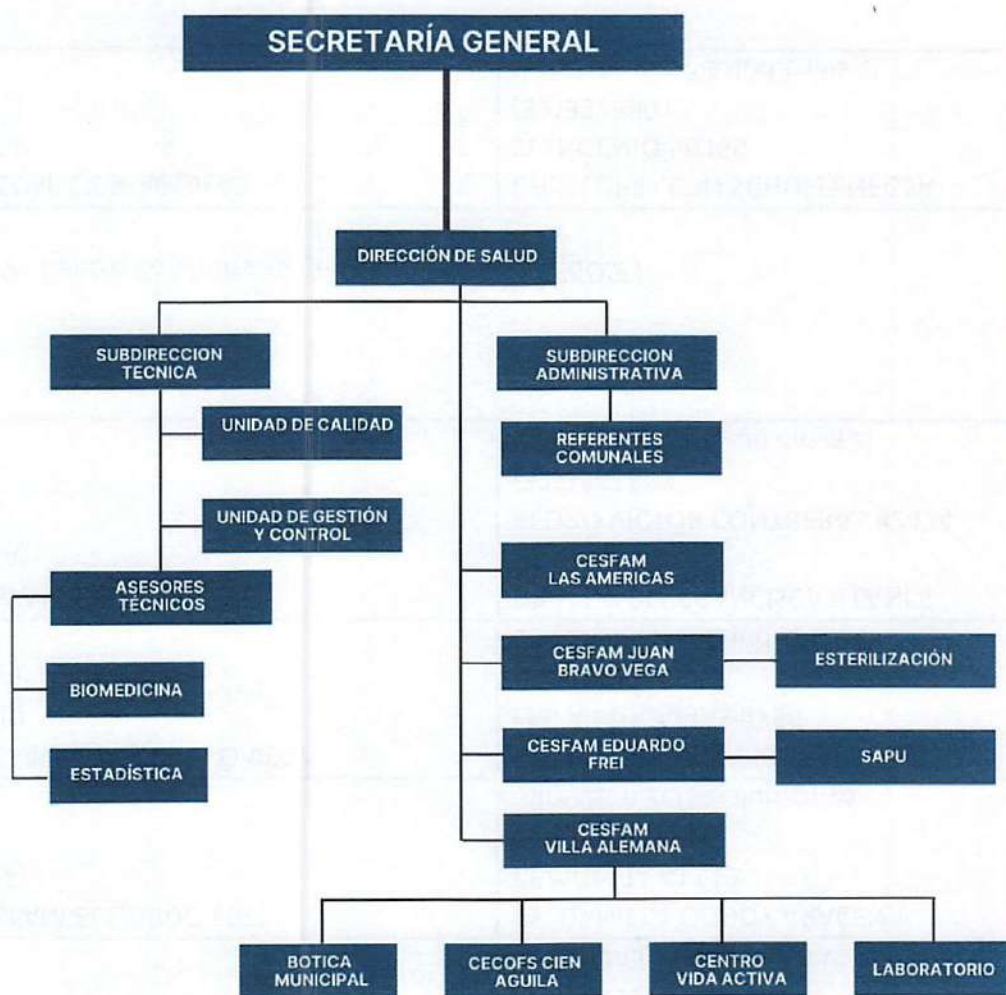 SECRETARÍA GENERAL
DIRECCIÓN DE SALUD
SUBDIRECCION
TECNICA
SUBDIRECCION
ADMINISTRATIVA
UNIDAD DE CALIDAD
REFERENTES
COMUNALES
UNIDAD DE GESTIÓN
Y CONTROL
CESFAM
LAS AMERICAS
ASESORES
TÉCNICOS
CESFAM JUAN
BRAVO VEGA
ESTERILIZACIÓN
BIOMEDICINA
CESFAM EDUARDO
FREI
SAPU
ESTADÍSTICA
CESFAM
VILLA ALEMANA
BOTICA
MUNICIPAL
CECOFS CIEN
AGUILA
CENTRO
VIDA ACTIVA
LABORATORIO